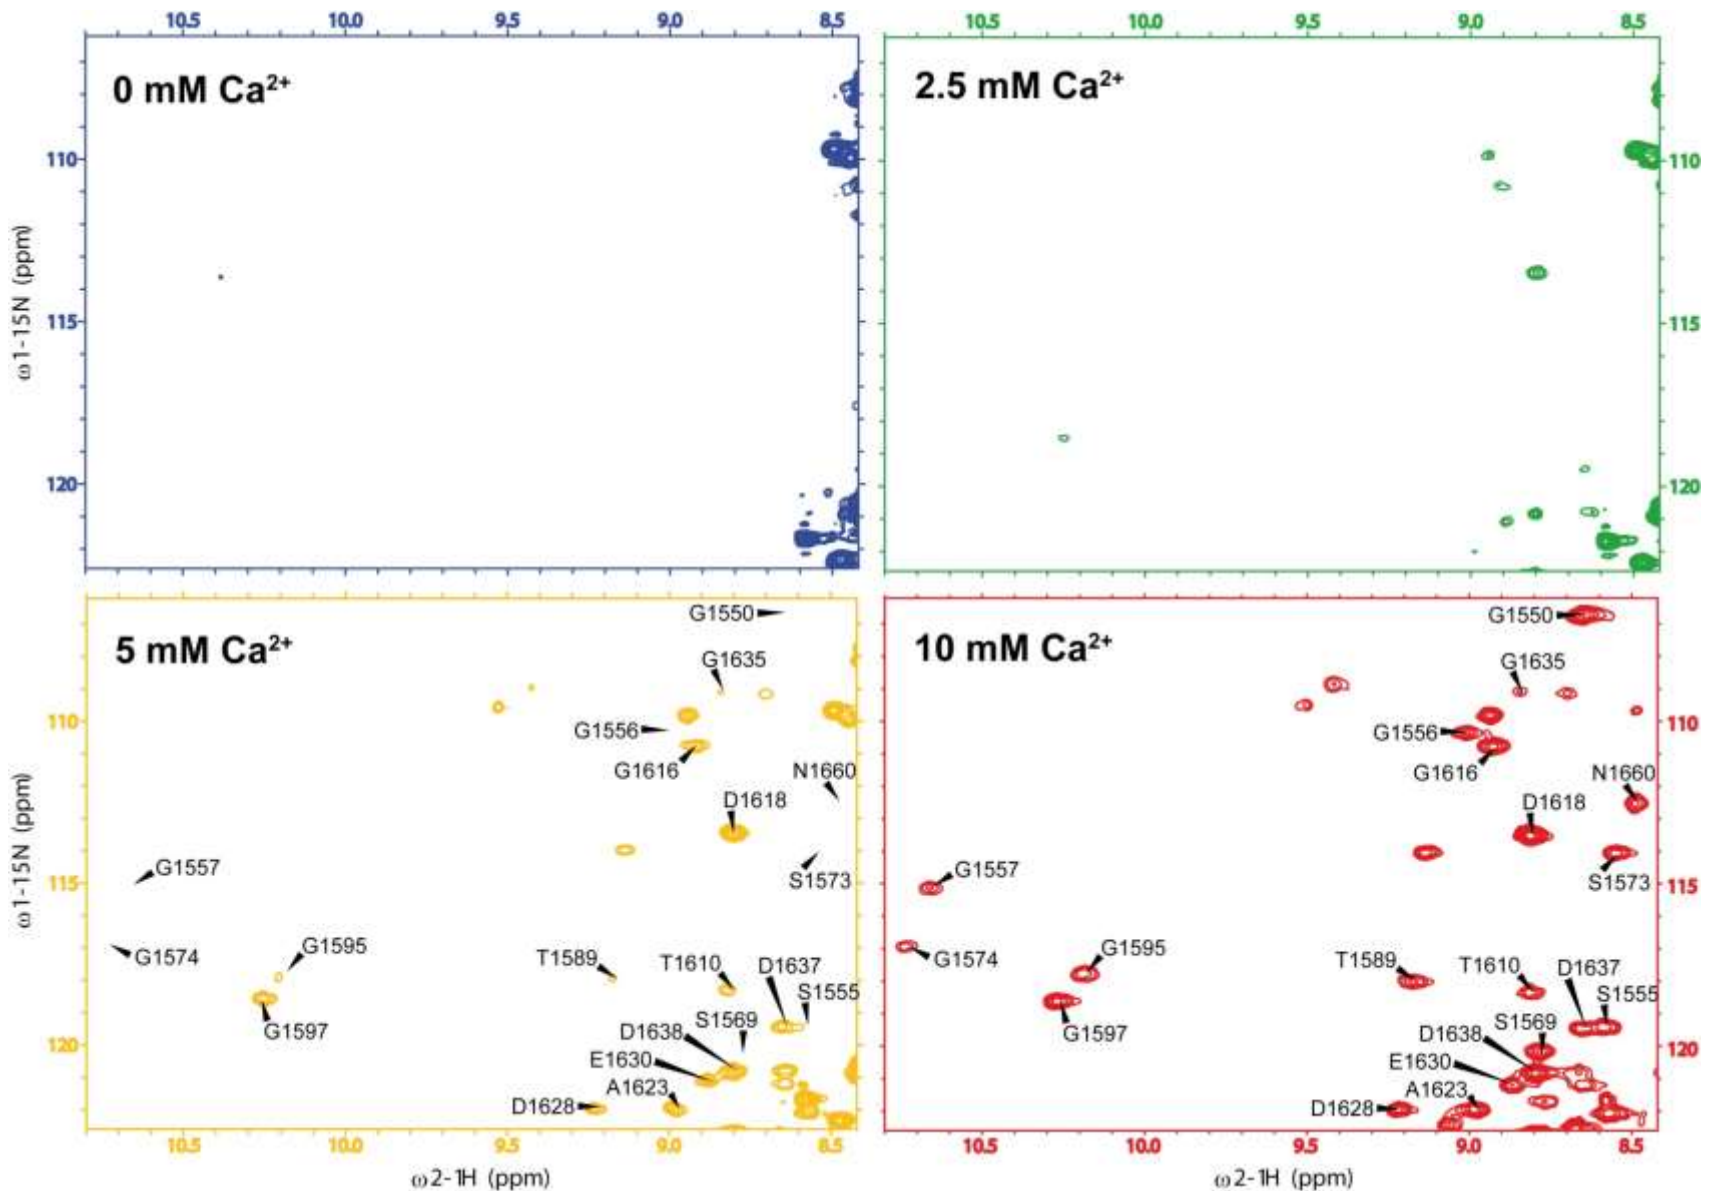 10.5 10.0 9.5 9.0 8.5
10.5 10.0 9.5 9.0 8.5
0 mM Ca²⁺
2.5 mM Ca²⁺
110
115
120
ω1-15N (ppm)
110
115
120
5 mM Ca²⁺
G1550
G1635
G1556
G1616
N1660
D1618
G1557
S1573
G1574
G1595
T1589
T1610
D1637
S1555
G1597
S1569
D1638
E1630
A1623
D1628
110
115
120
ω1-15N (ppm)
10.5 10.0 9.5 9.0 8.5
ω2-1H (ppm)
10 mM Ca²⁺
G1550
G1635
G1556
G1616
N1660
D1618
G1557
S1573
G1574
G1595
T1589
T1610
D1637
S1555
G1597
S1569
D1638
E1630
A1623
D1628
110
115
120
10.5 10.0 9.5 9.0 8.5
ω2-1H (ppm)